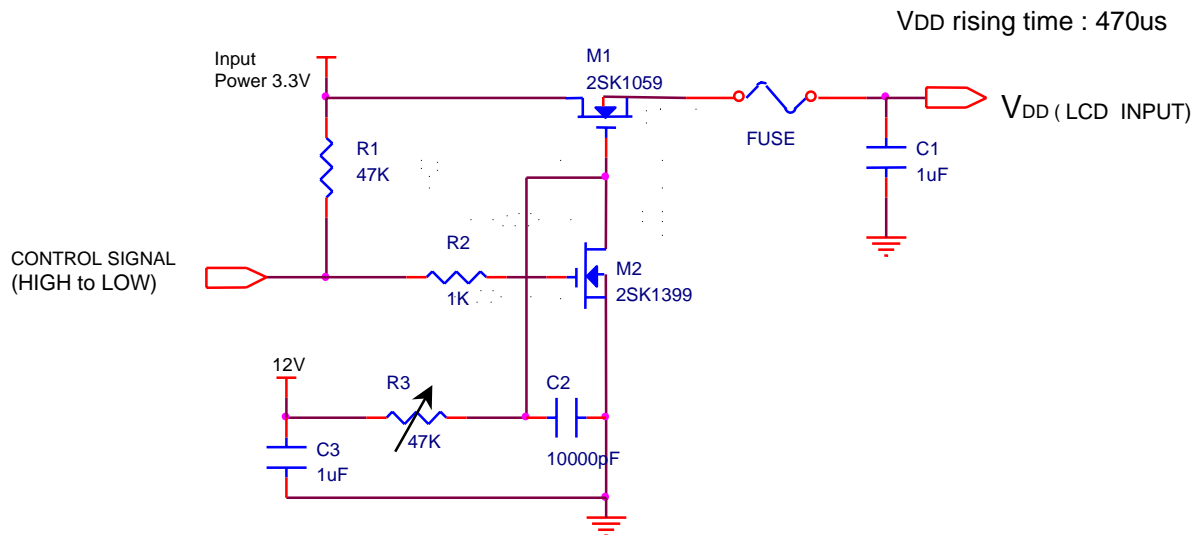 VDD rising time : 470us
Input
Power 3.3V
M1
2SK1059
FUSE
VDD ( LCD INPUT)
R1
47K
C1
1uF
CONTROL SIGNAL
(HIGH to LOW)
R2
1K
M2
2SK1399
12V
R3
47K
C2
10000pF
C3
1uF